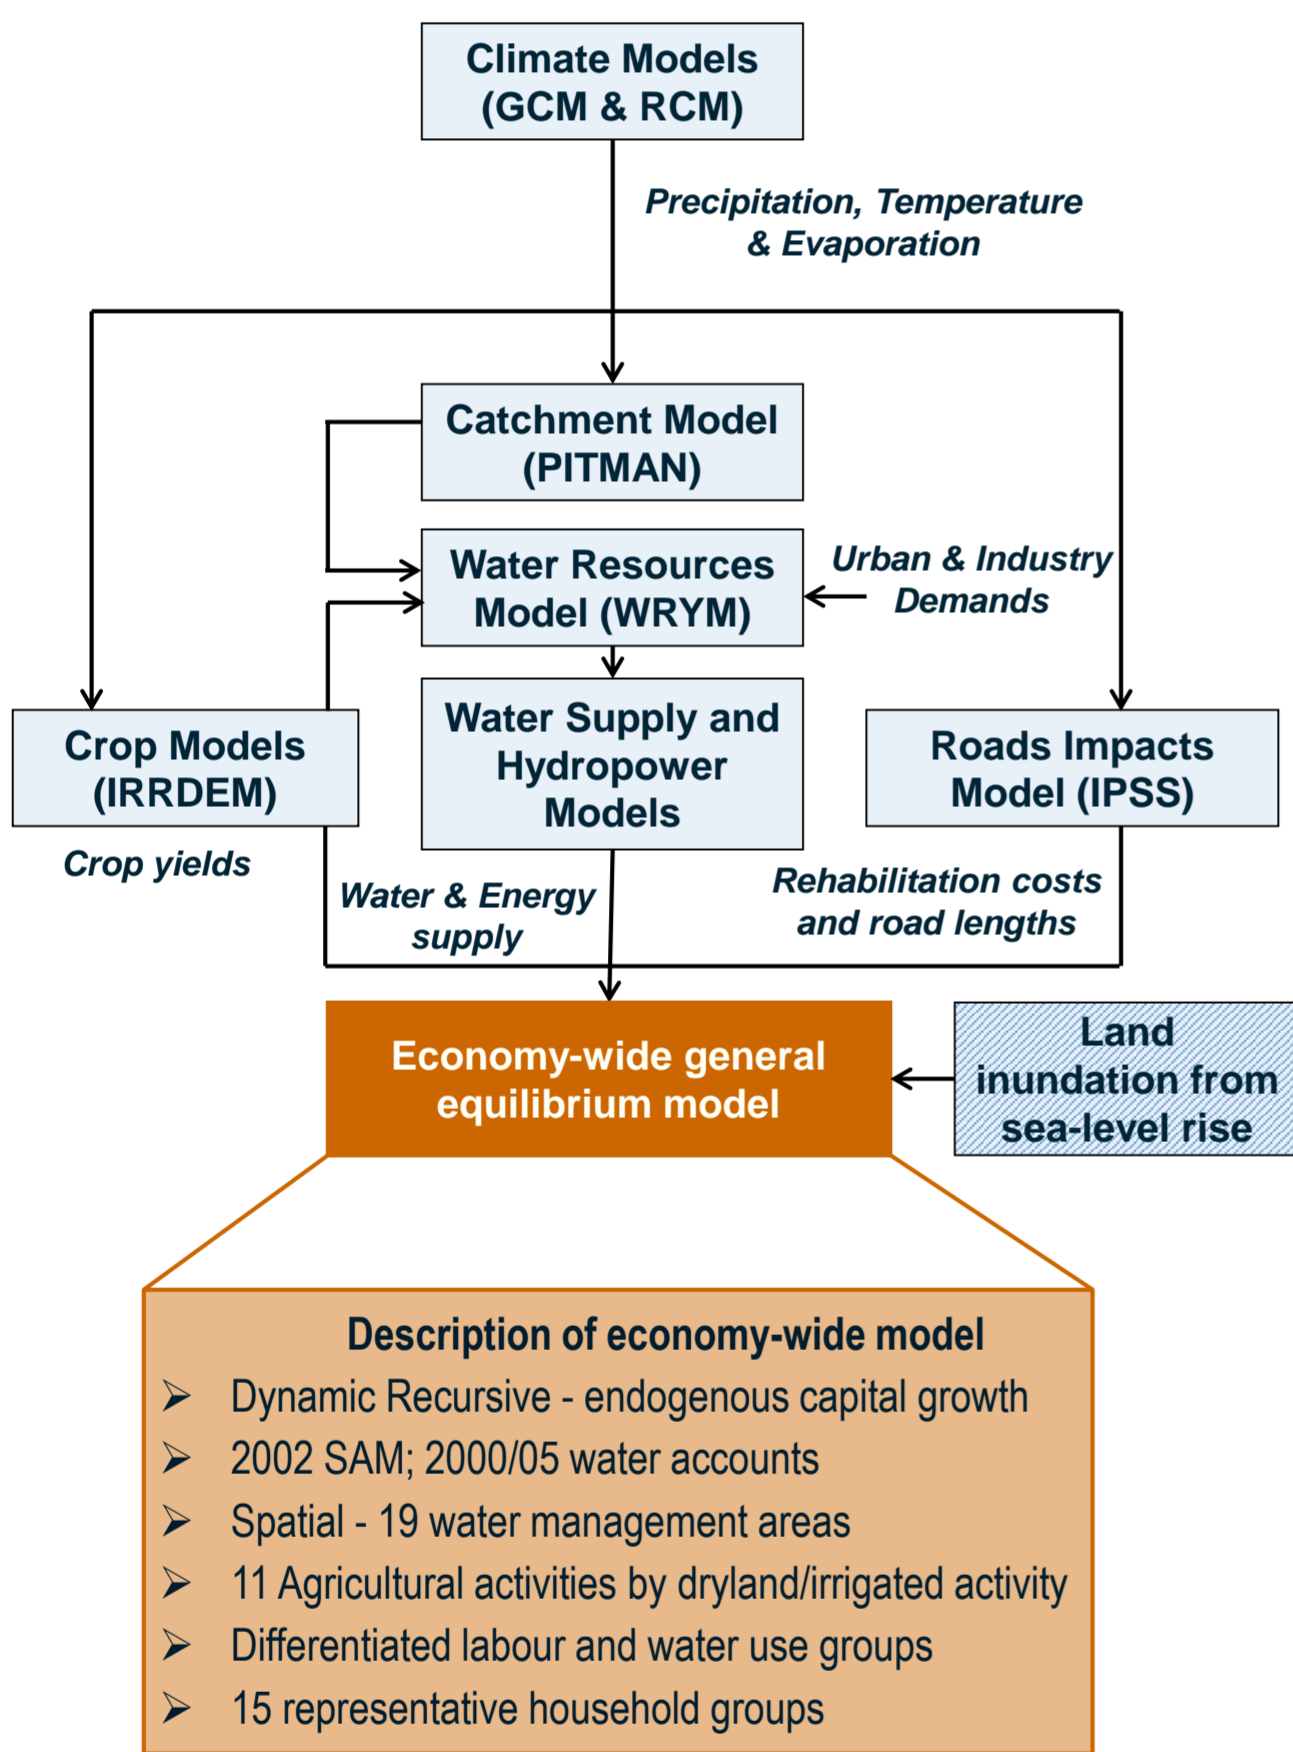 Climate Models
(GCM & RCM)
Precipitation, Temperature
& Evaporation
Catchment Model
(PITMAN)
Water Resources
Model (WRYM)
Urban & Industry
Demands
Crop Models
(IRRDEM)
Water Supply and
Hydropower
Models
Roads Impacts
Model (IPSS)
Crop yields
Water & Energy
supply
Rehabilitation costs
and road lengths
Economy-wide general
equilibrium model
Land
inundation from
sea-level rise
Description of economy-wide model
➢ Dynamic Recursive - endogenous capital growth
➢ 2002 SAM; 2000/05 water accounts
➢ Spatial - 19 water management areas
➢ 11 Agricultural activities by dryland/irrigated activity
➢ Differentiated labour and water use groups
➢ 15 representative household groups